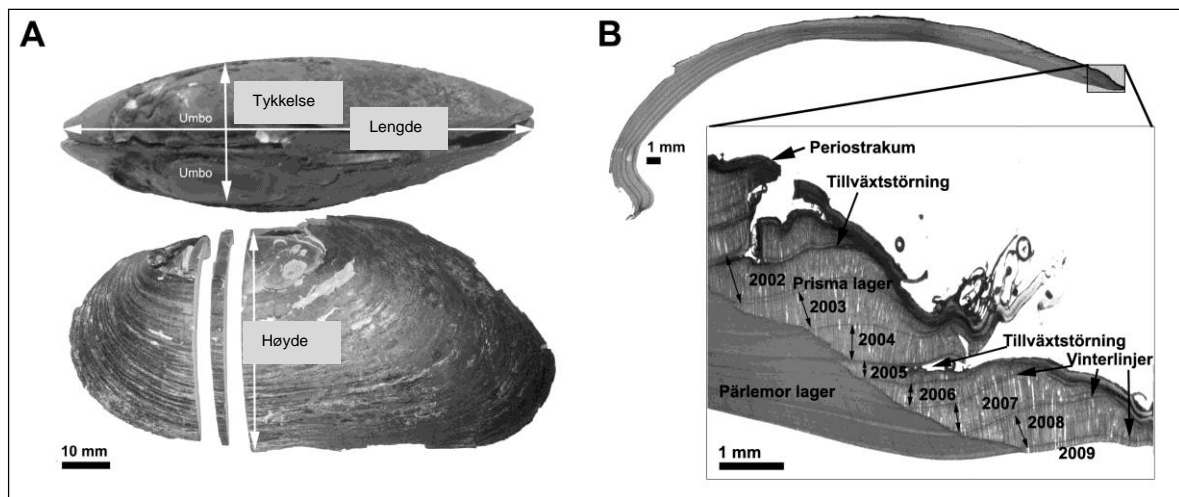 A
Tykkelse
Umbo
Lengde
Umbo
Høyde
10 mm
B
1 mm
Periostrakum
Tillväxtstörning
2002
Prisma lager
2003
2004
Tillväxtstörning
2005
Vinterlinjer
Pärlemor lager
2006
2007
2008
2009
1 mm